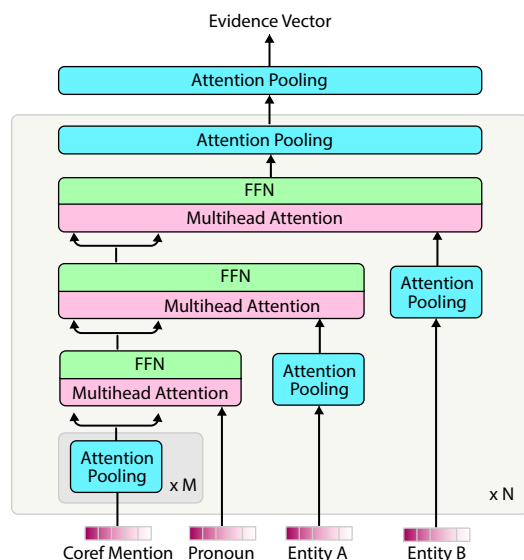 Evidence Vector
Attention Pooling
Attention Pooling
FFN
Multihead Attention
FFN
Multihead Attention
Attention
Pooling
FFN
Multihead Attention
Attention
Pooling
Attention
Pooling
x M
x N
Coref Mention
Pronoun
Entity A
Entity B